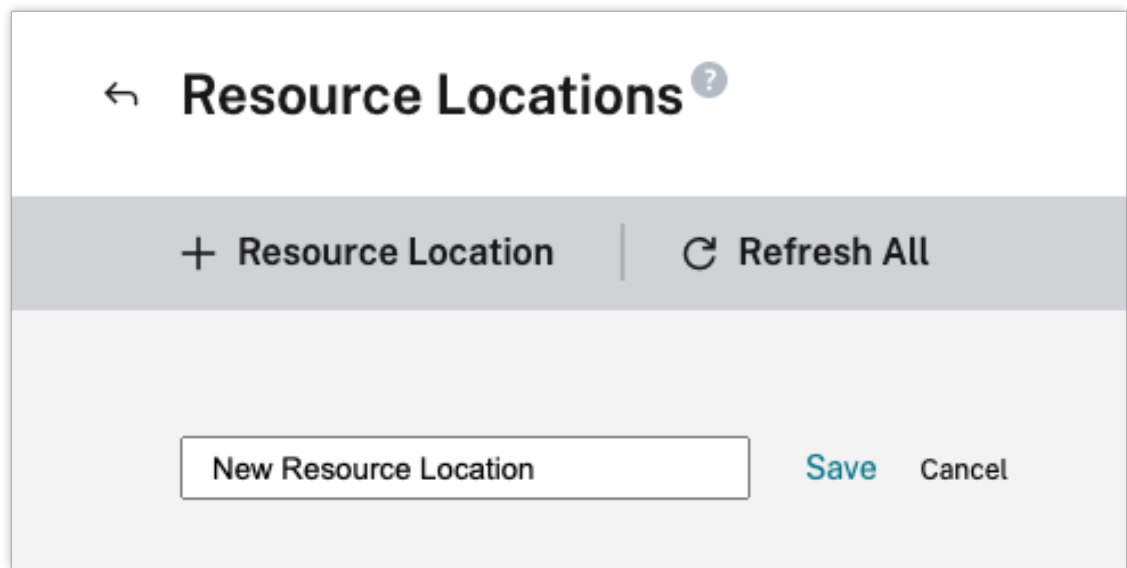 Resource Locations ?
+ Resource Location Refresh All
New Resource Location Save Cancel